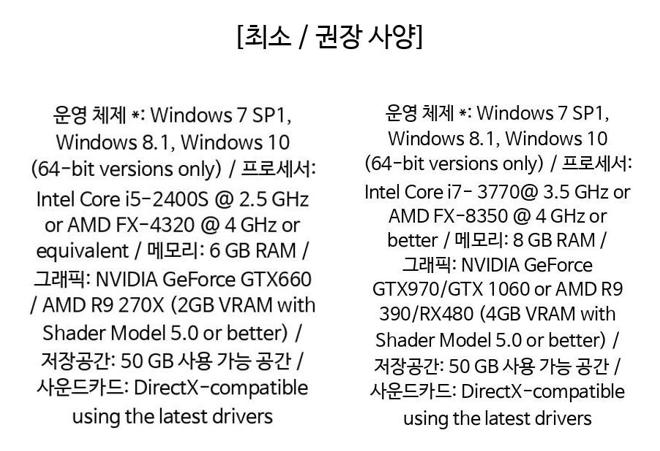 [최소 / 권장 사양]
운영 체제 *: Windows 7 SP1,
Windows 8.1, Windows 10
(64-bit versions only) / 프로세서:
Intel Core i5-2400S @ 2.5 GHz
or AMD FX-4320 @ 4 GHz or
equivalent / 메모리: 6 GB RAM /
그래픽: NVIDIA GeForce GTX660
/ AMD R9 270X (2GB VRAM with
Shader Model 5.0 or better) /
저장공간: 50 GB 사용 가능 공간 /
사운드카드: DirectX-compatible
using the latest drivers
운영 체제 *: Windows 7 SP1,
Windows 8.1, Windows 10
(64-bit versions only) / 프로세서:
Intel Core i7- 3770@ 3.5 GHz or
AMD FX-8350 @ 4 GHz or
better / 메모리: 8 GB RAM /
그래픽: NVIDIA GeForce
GTX970/GTX 1060 or AMD R9
390/RX480 (4GB VRAM with
Shader Model 5.0 or better) /
저장공간: 50 GB 사용 가능 공간 /
사운드카드: DirectX-compatible
using the latest drivers